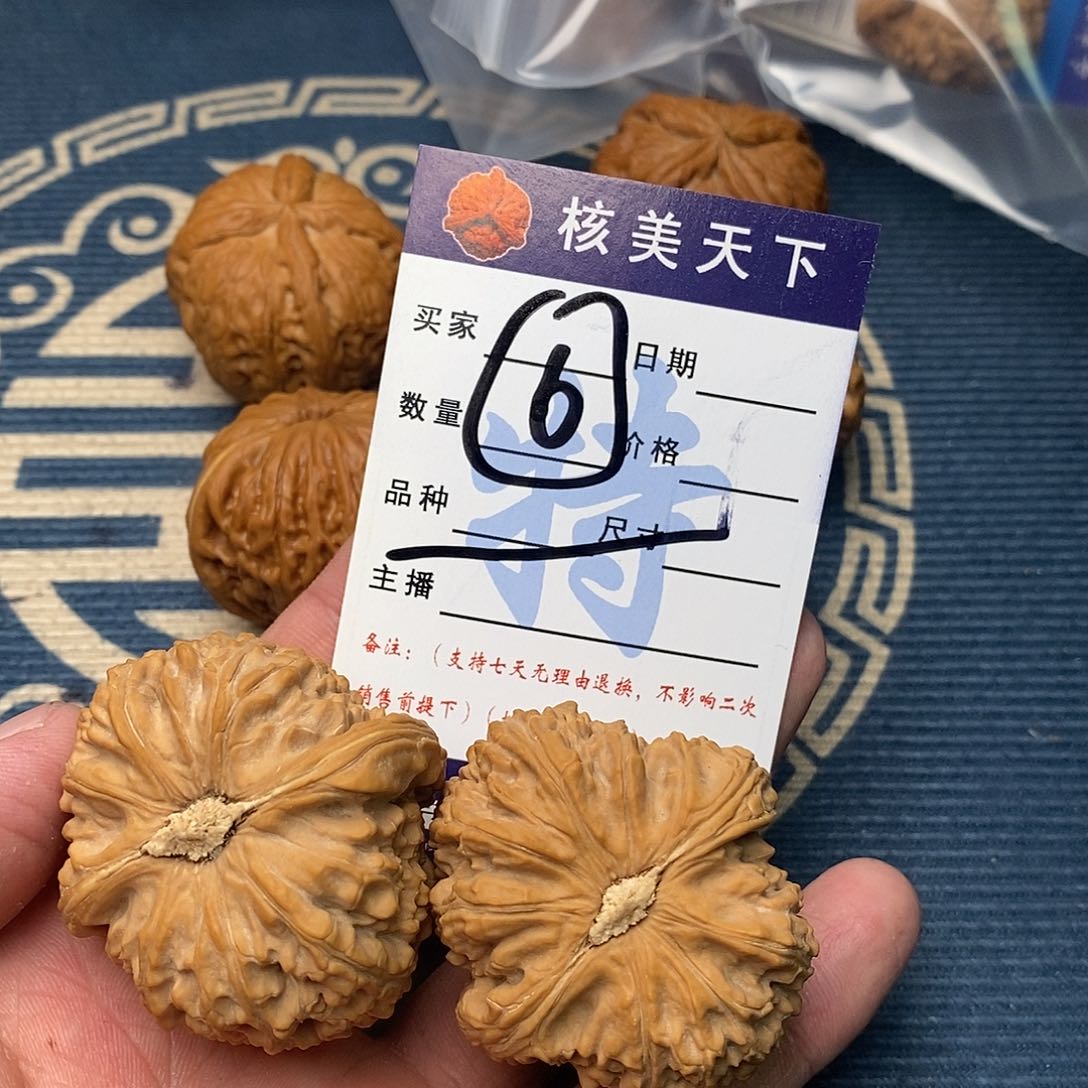 核美天下
买家 日期
6
数量 价格
品种 尺寸
主播
特
备注：（支持七天无理由退换，不影响二次
销售前提下）（